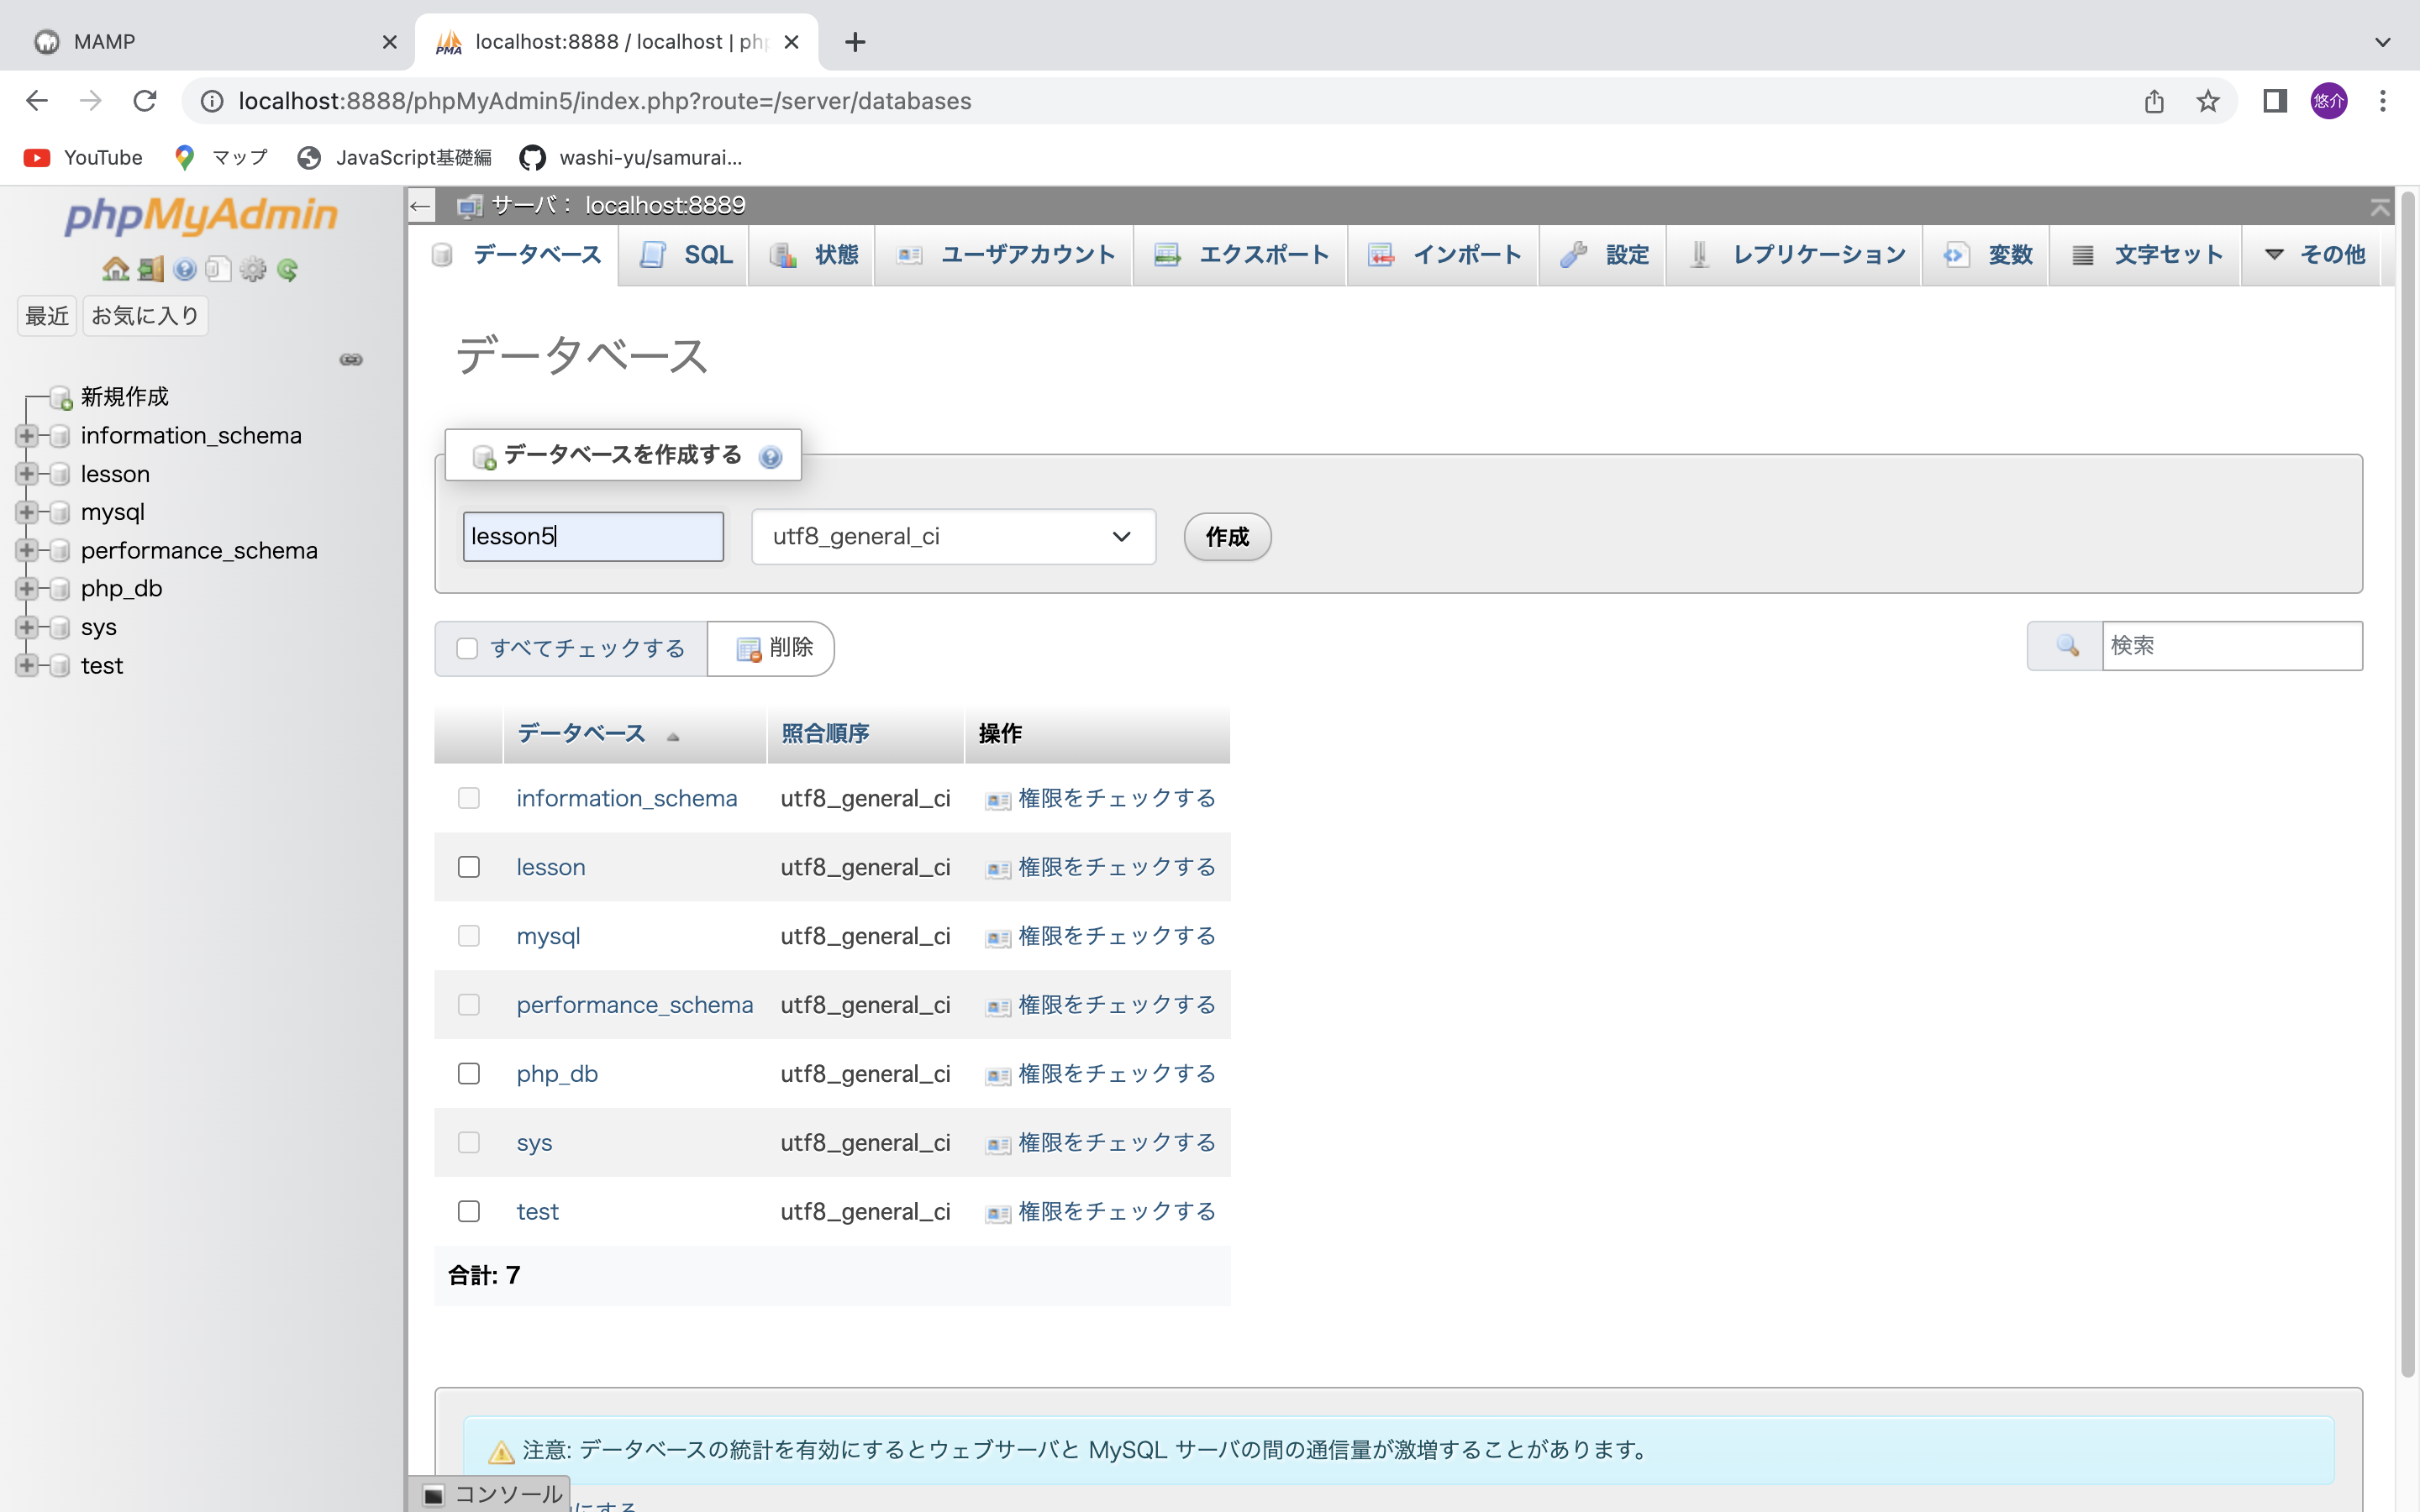 MAMP
localhost:8888 / localhost | php
localhost:8888/phpMyAdmin5/index.php?route=/server/databases
悠介
YouTube マップ JavaScript基礎編 washi-yu/samurai...
phpMyAdmin
最近 お気に入り
新規作成
information_schema
lesson
mysql
performance_schema
php_db
sys
test
サーバ： localhost:8889
データベース SQL 状態 ユーザアカウント エクスポート インポート 設定 レプリケーション 変数 文字セット その他
データベース
データベースを作成する
lesson5 utf8_general_ci 作成
すべてチェックする 削除 検索
データベース 照合順序 操作
information_schema utf8_general_ci 権限をチェックする
lesson utf8_general_ci 権限をチェックする
mysql utf8_general_ci 権限をチェックする
performance_schema utf8_general_ci 権限をチェックする
php_db utf8_general_ci 権限をチェックする
sys utf8_general_ci 権限をチェックする
test utf8_general_ci 権限をチェックする
合計: 7
注意: データベースの統計を有効にするとウェブサーバと MySQL サーバの間の通信量が激増することがあります。
コンソール
にする